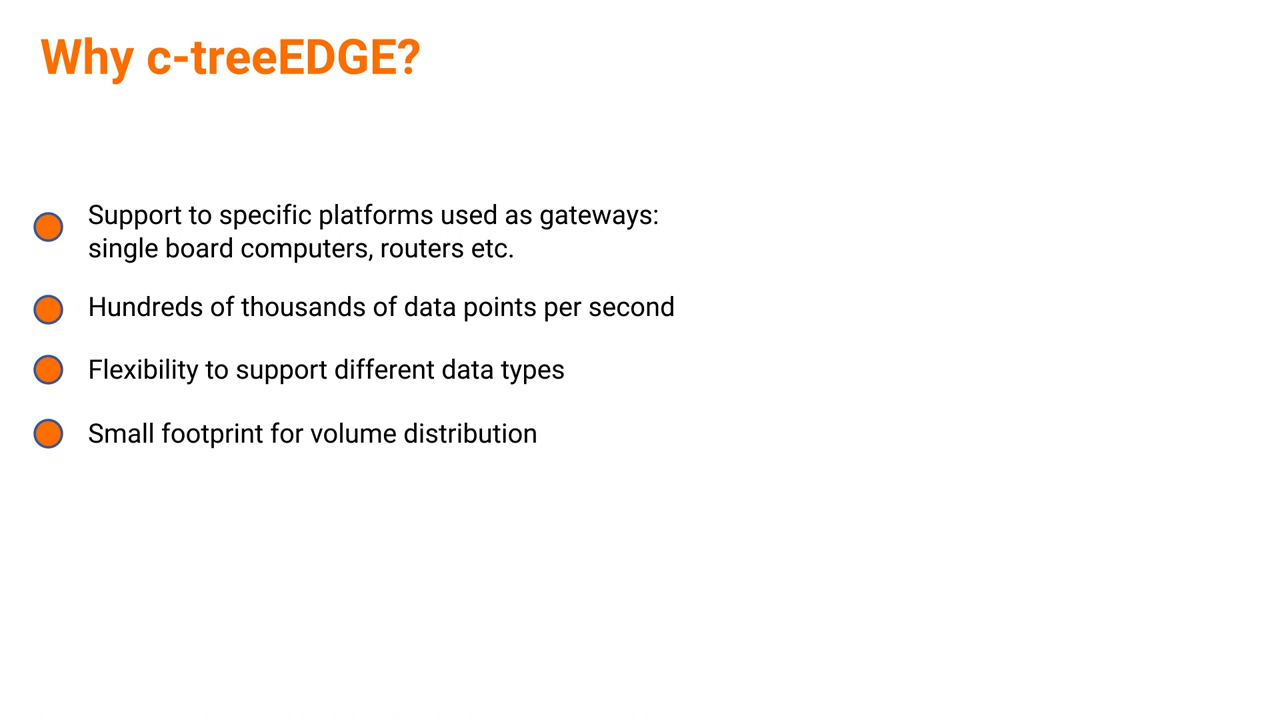 Why c-treeEDGE?
Support to specific platforms used as gateways:
single board computers, routers etc.
Hundreds of thousands of data points per second
Flexibility to support different data types
Small footprint for volume distribution